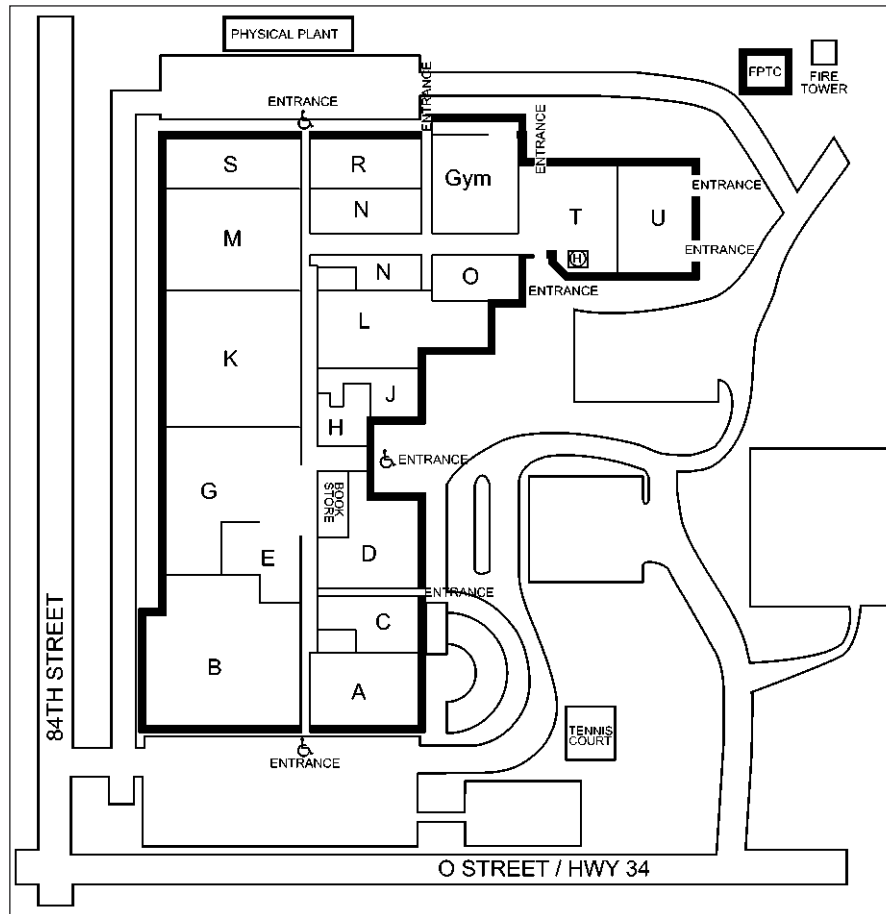 PHYSICAL PLANT
FPTC
FIRE
TOWER
ENTRANCE
ENTRANCE
ENTRANCE
S
R
Gym
ENTRANCE
N
T
U
M
ENTRANCE
N
O
(H)
ENTRANCE
L
K
J
H
ENTRANCE
G
BOOK
STORE
E
D
ENTRANCE
C
B
A
84TH STREET
TENNIS
COURT
ENTRANCE
O STREET / HWY 34